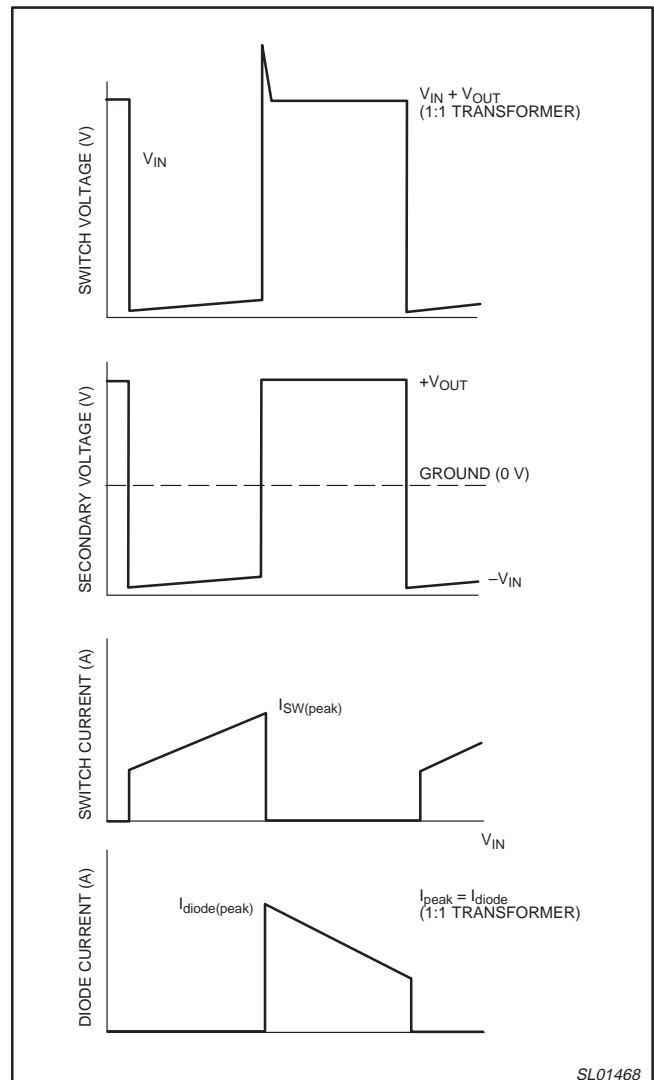 SWITCH VOLTAGE (V)
V_IN + V_OUT
(1:1 TRANSFORMER)
V_IN
SECONDARY VOLTAGE (V)
+V_OUT
GROUND (0 V)
–V_IN
SWITCH CURRENT (A)
I_SW(peak)
V_IN
DIODE CURRENT (A)
I_diode(peak)
I_peak = I_diode
(1:1 TRANSFORMER)
SL01468